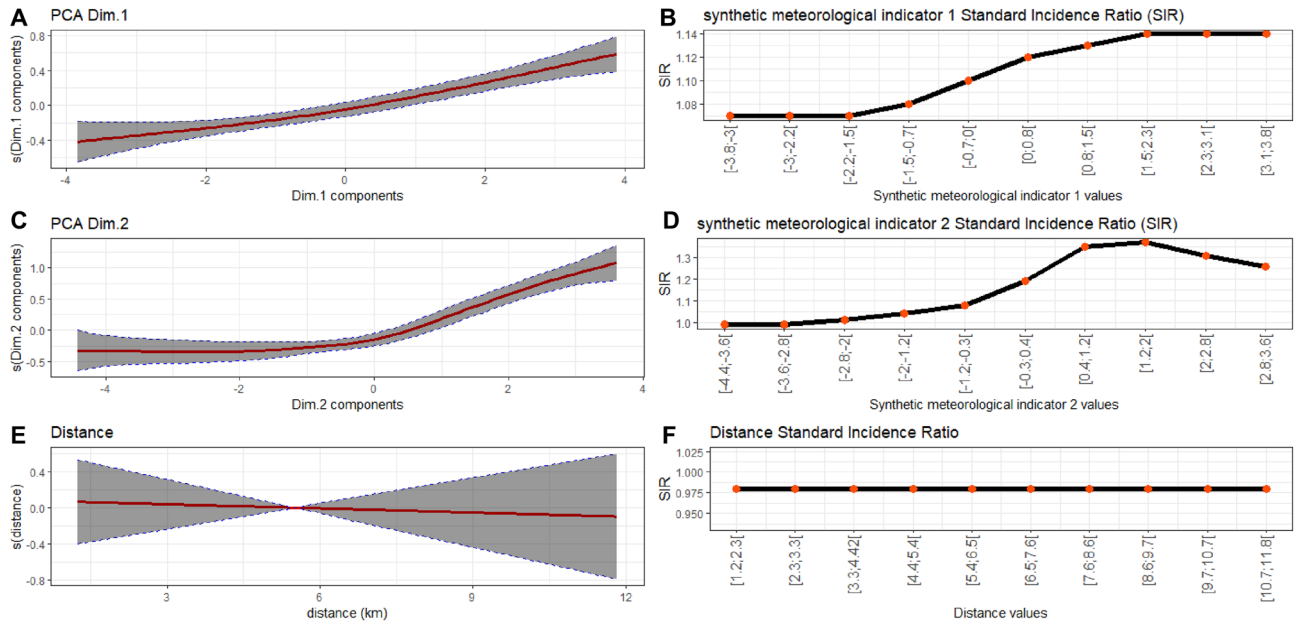 A
PCA Dim.1
s(Dim.1 components)
0.8
0.4
0.0
-0.4
-4
-2
0
2
4
Dim.1 components
B
synthetic meteorological indicator 1 Standard Incidence Ratio (SIR)
SIR
1.14
1.10
1.08
[-3.8;-3[
[-3;-2.2[
[-2.2;-1.5[
[-1.5;-0.7[
[-0.7;0[
[0;0.8[
[0.8;1.5[
[1.5;2.3[
[2.3;3.1[
[3.1;3.8[
Synthetic meteorological indicator 1 values
C
PCA Dim.2
s(Dim.2 components)
1.0
0.5
0.0
-0.5
-4
-2
0
2
4
Dim.2 components
D
synthetic meteorological indicator 2 Standard Incidence Ratio (SIR)
SIR
1.3
1.2
1.1
1.0
[-4.4;-3.6[
[-3.6;-2.8[
[-2.8;-2[
[-2;-1.2[
[-1.2;-0.3[
[-0.3;0.4[
[0.4;1.2[
[1.2;2[
[2;2.8[
[2.8;3.6[
Synthetic meteorological indicator 2 values
E
Distance
s(distance)
0.4
0.0
-0.4
-0.8
3
6
9
12
distance (km)
F
Distance Standard Incidence Ratio
SIR
1.025
1.000
0.975
0.950
[1.2;2.3[
[2.3;3.3[
[3.3;4.42[
[4.4;5.4[
[5.4;6.5[
[6.5;7.6[
[7.6;8.6[
[8.6;9.7[
[9.7;10.7[
[10.7;11.8[
Distance values